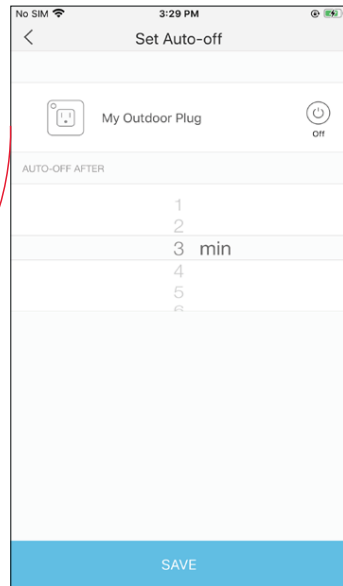 No SIM 3:29 PM
Set Auto-off
My Outdoor Plug
Off
AUTO-OFF AFTER
1
2
3 min
4
5
6
SAVE